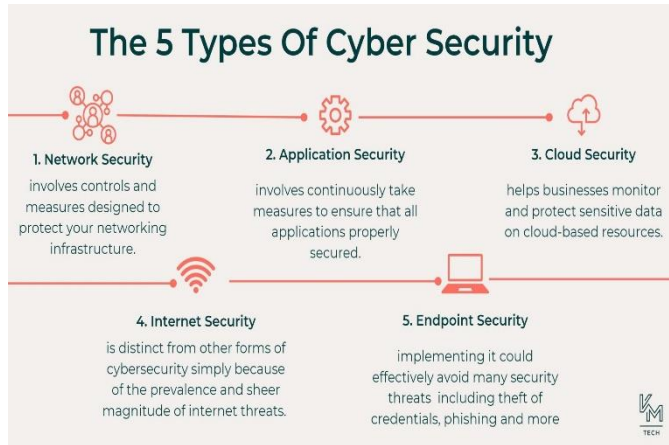 The 5 Types Of Cyber Security
1. Network Security
involves controls and
measures designed to
protect your networking
infrastructure.
2. Application Security
involves continuously take
measures to ensure that all
applications properly
secured.
3. Cloud Security
helps businesses monitor
and protect sensitive data
on cloud-based resources.
4. Internet Security
is distinct from other forms of
cybersecurity simply because
of the prevalence and sheer
magnitude of internet threats.
5. Endpoint Security
implementing it could
effectively avoid many security
threats including theft of
credentials, phishing and more
KM
TECH